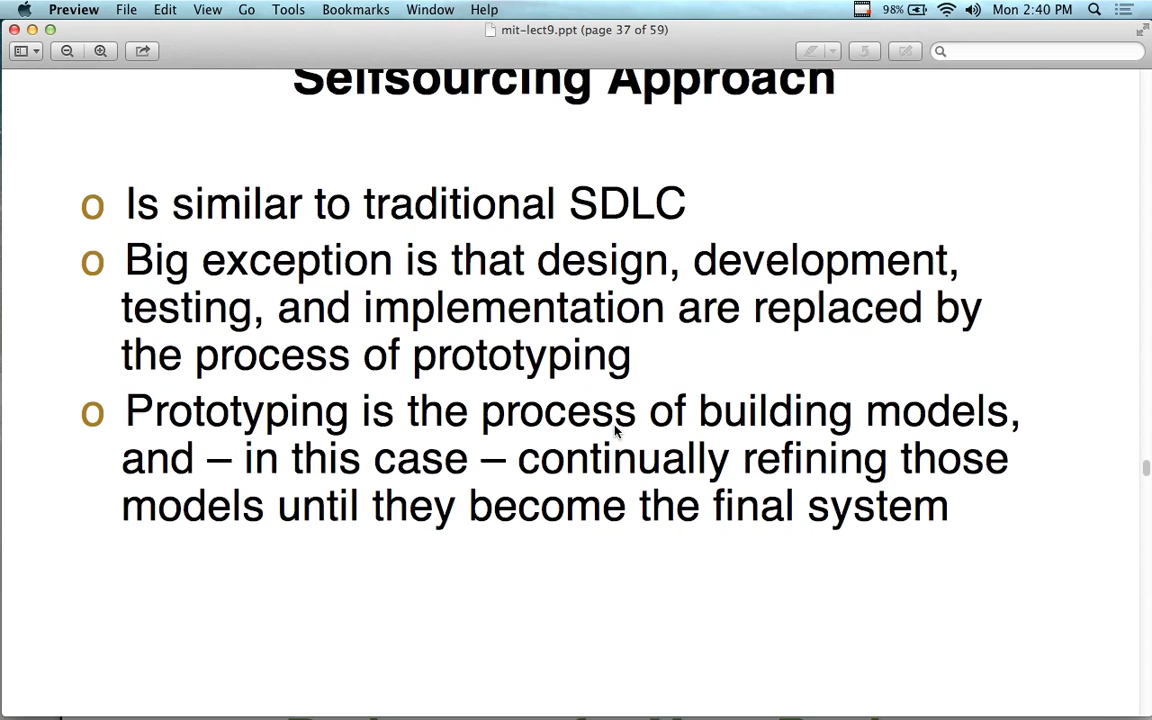 Preview File Edit View Go Tools Bookmarks Window Help 98% Mon 2:40 PM
mit-lect9.ppt (page 37 of 59)
Selfsourcing Approach
o Is similar to traditional SDLC
o Big exception is that design, development,
testing, and implementation are replaced by
the process of prototyping
o Prototyping is the process of building models,
and – in this case – continually refining those
models until they become the final system